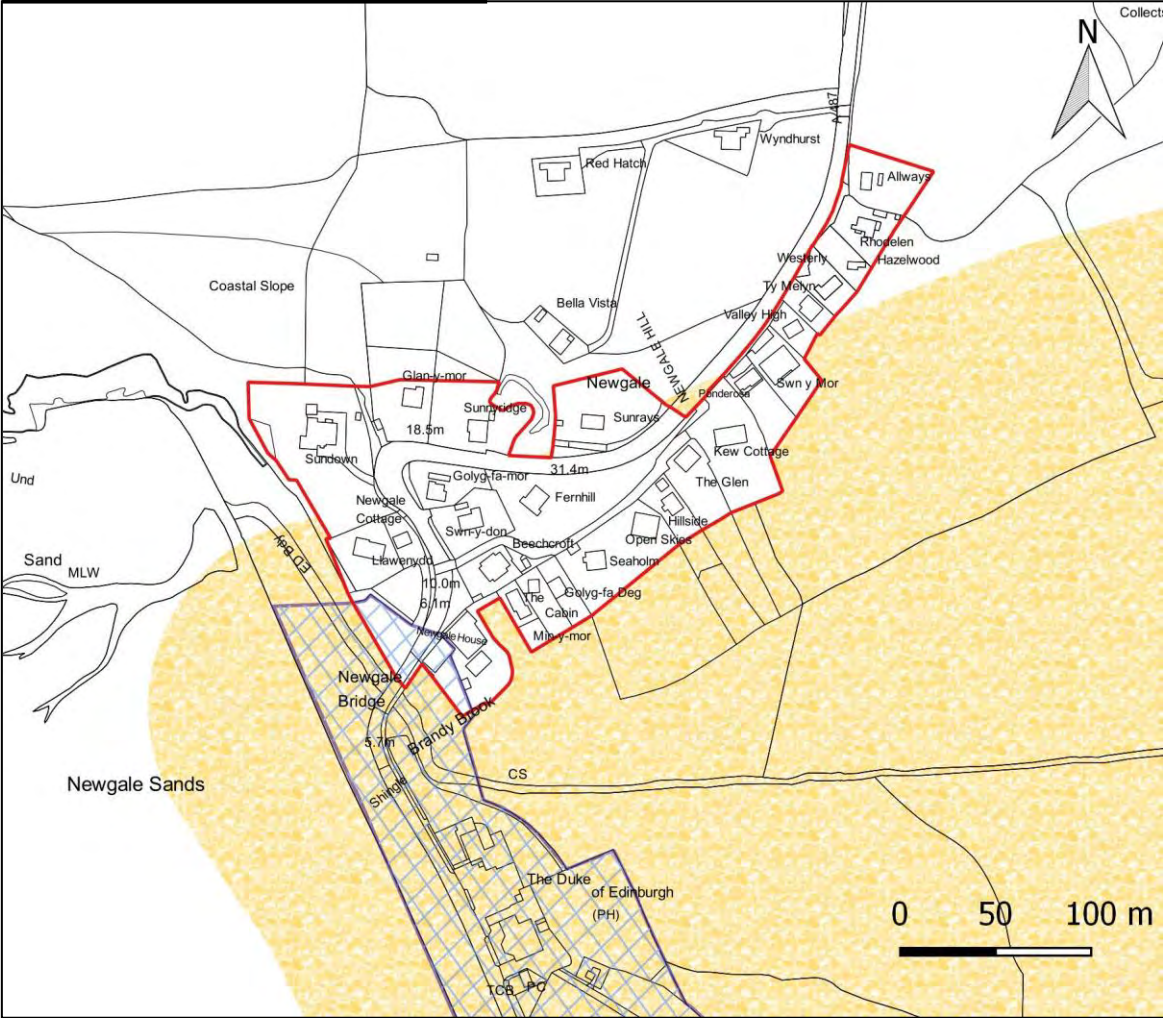 Collects
N
A 487
Wyndhurst
Red Hatch
Allways
Rhodelen
Westerly
Hazelwood
Coastal Slope
Ty Melyn
Bella Vista
Valley High
NEWGALE HILL
Glan-y-mor
Newgale
Swn y Mor
Ponderosa
Sunnyridge
Sunrays
18.5m
Kew Cottage
Sundown
31.4m
Und
Golyg-fa-mor
The Glen
Newgale
Cottage
Fernhill
Swn-y-don
Hillside
Beechcroft
Open Skies
ED Bdy
Sand
MLW
Llawenydd
Seaholm
10.0m
6.1m
Golyg-fa Deg
The
Cabin
Newgale House
Min-y-mor
Newgale
Bridge
Brandy Brook
5.7m
CS
Newgale Sands
Shingle
The Duke
of Edinburgh
(PH)
0 50 100 m
TCB PC